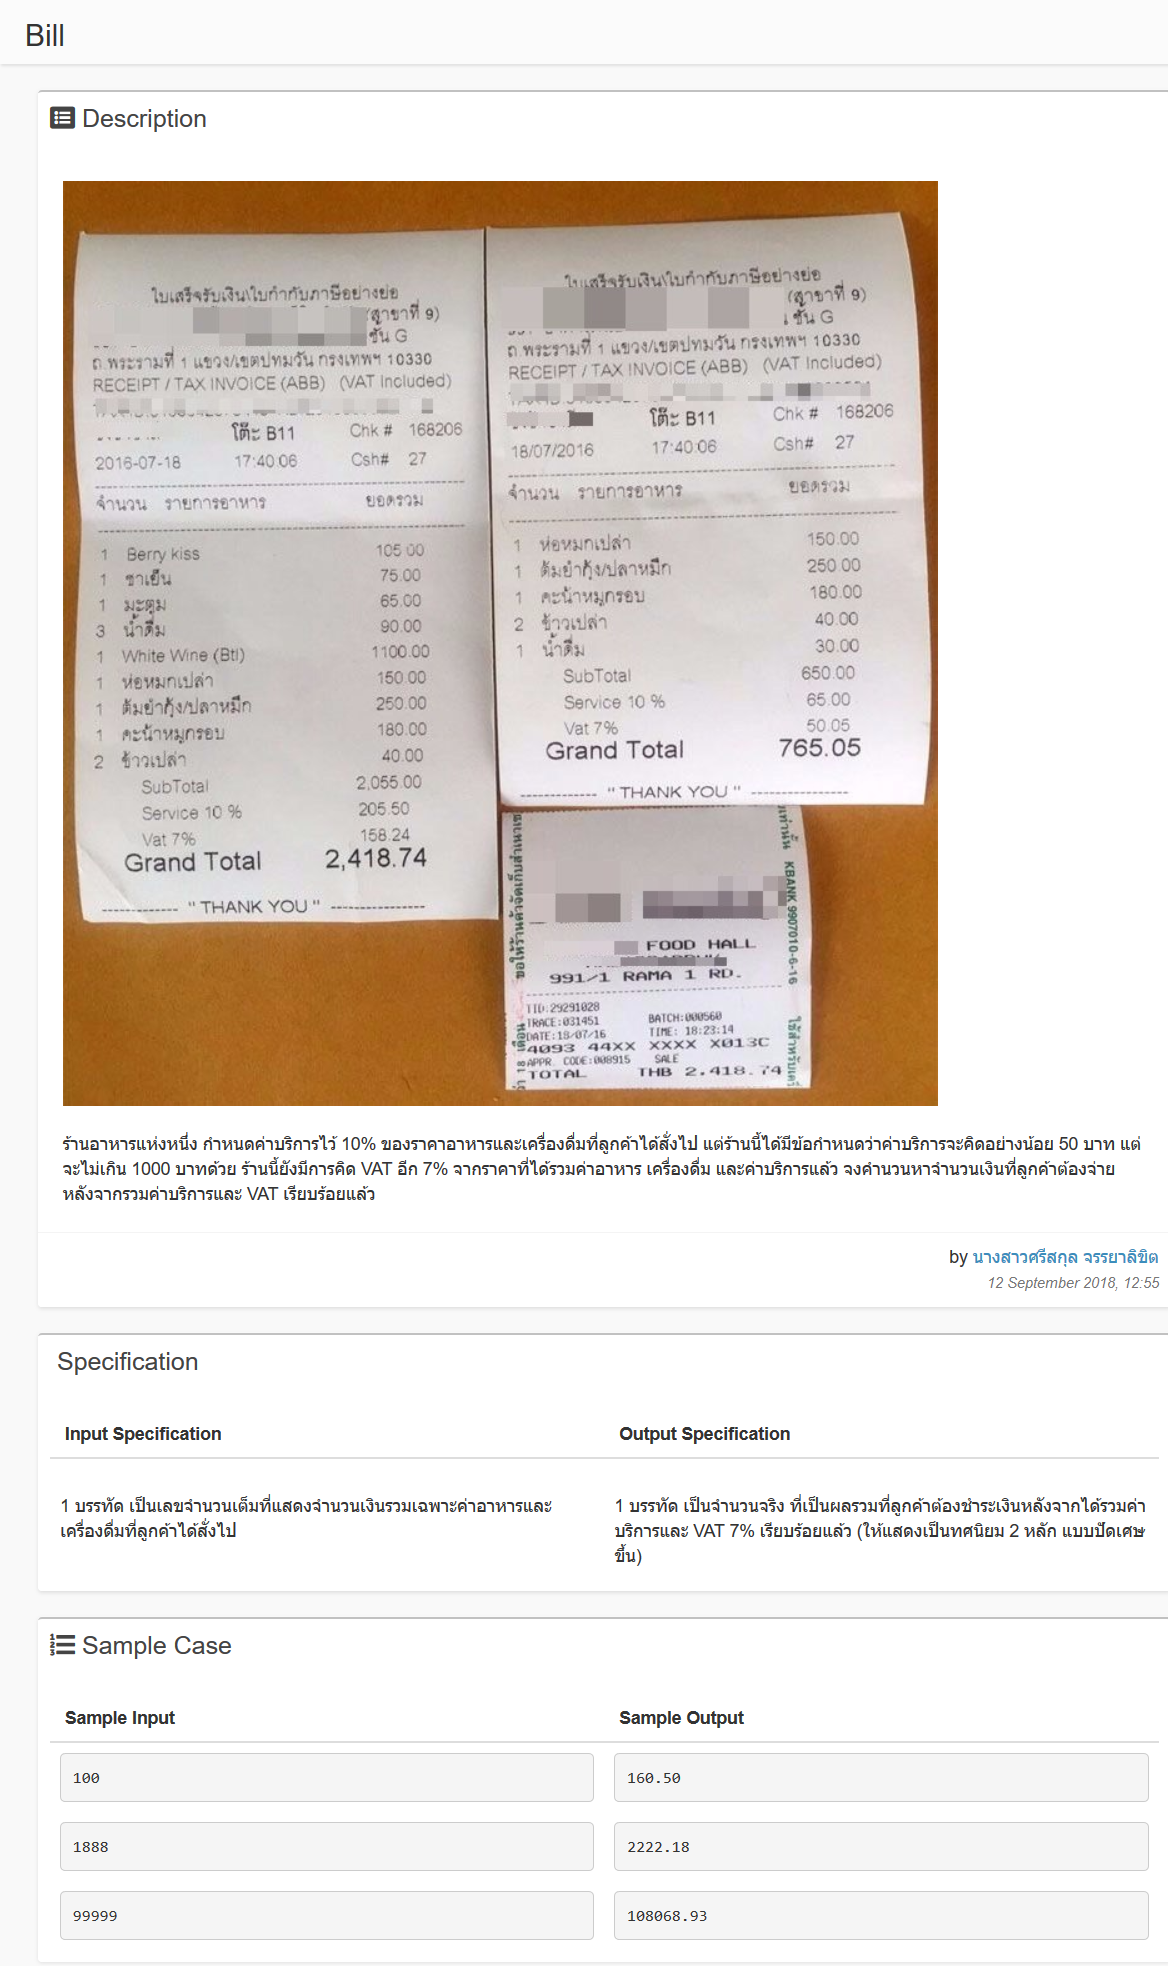 Bill
Description
ใบเสร็จรับเงิน\ใบกำกับภาษีอย่างย่อ
(สาขาที่ 9)
ชั้น G
ถ.พระรามที่ 1 แขวง/เขตปทุมวัน กรุงเทพฯ 10330
RECEIPT / TAX INVOICE (ABB) (VAT Included)
โต๊ะ B11 Chk # 168206
2016-07-18 17:40:06 Csh# 27
จำนวน รายการอาหาร ยอดรวม
1 Berry kiss 105.00
1 ชาเย็น 75.00
1 มะตูม 65.00
3 น้ำดื่ม 90.00
1 White Wine (Btl) 1100.00
1 ห่อหมกเปล่า 150.00
1 ต้มยำกุ้ง/ปลาหมึก 250.00
1 คะน้าหมูกรอบ 180.00
2 ข้าวเปล่า 40.00
SubTotal 2,055.00
Service 10 % 205.50
Vat 7% 158.24
Grand Total 2,418.74
------------ " THANK YOU " ---------------
ใบเสร็จรับเงิน\ใบกำกับภาษีอย่างย่อ
(สาขาที่ 9)
ชั้น G
ถ.พระรามที่ 1 แขวง/เขตปทุมวัน กรุงเทพฯ 10330
RECEIPT / TAX INVOICE (ABB) (VAT Included)
โต๊ะ B11 Chk # 168206
18/07/2016 17:40:06 Csh# 27
จำนวน รายการอาหาร ยอดรวม
1 ห่อหมกเปล่า 150.00
1 ต้มยำกุ้ง/ปลาหมึก 250.00
1 คะน้าหมูกรอบ 180.00
2 ข้าวเปล่า 40.00
1 น้ำดื่ม 30.00
SubTotal 650.00
Service 10 % 65.00
Vat 7% 50.05
Grand Total 765.05
------------ " THANK YOU " ---------------
FOOD HALL
991/1 RAMA 1 RD.
TID:29291028
TRACE:031451 BATCH:000560
DATE:18/07/16 TIME: 18:23:14
4093 44XX XXXX X013C
APPR. CODE:008915 SALE
TOTAL THB 2,418.74
KBANK 9907010-6-16
ร้านอาหารแห่งหนึ่ง กำหนดค่าบริการไว้ 10% ของราคาอาหารและเครื่องดื่มที่ลูกค้าได้สั่งไป แต่ร้านนี้ได้มีข้อกำหนดว่าค่าบริการจะคิดอย่างน้อย 50 บาท แต่
จะไม่เกิน 1000 บาทด้วย ร้านนี้ยังมีการคิด VAT อีก 7% จากราคาที่ได้รวมค่าอาหาร เครื่องดื่ม และค่าบริการแล้ว จงคำนวนหาจำนวนเงินที่ลูกค้าต้องจ่าย
หลังจากรวมค่าบริการและ VAT เรียบร้อยแล้ว
by นางสาวศรีสกุล จรรยาลิขิต
12 September 2018, 12:55
Specification
Input Specification
Output Specification
1 บรรทัด เป็นเลขจำนวนเต็มที่แสดงจำนวนเงินรวมเฉพาะค่าอาหารและ
เครื่องดื่มที่ลูกค้าได้สั่งไป
1 บรรทัด เป็นจำนวนจริง ที่เป็นผลรวมที่ลูกค้าต้องชำระเงินหลังจากได้รวมค่า
บริการและ VAT 7% เรียบร้อยแล้ว (ให้แสดงเป็นทศนิยม 2 หลัก แบบปัดเศษ
ขึ้น)
Sample Case
Sample Input Sample Output
100 160.50
1888 2222.18
99999 108068.93